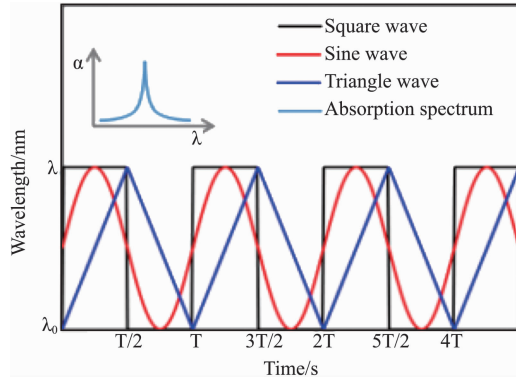 Square wave
Sine wave
Triangle wave
Absorption spectrum
α
λ
Wavelength/nm
λ
λ₀
T/2
T
3T/2
2T
5T/2
4T
Time/s